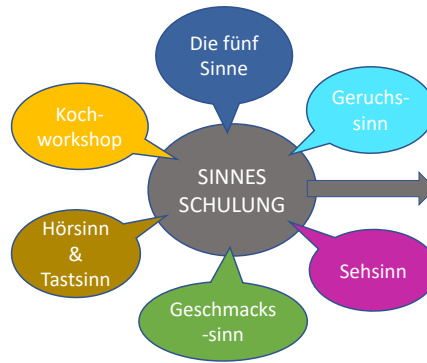 Die fünf
Sinne
Geruchs-
sinn
Koch-
workshop
SINNES
SCHULUNG
Hörsinn
&
Tastsinn
Sehsinn
Geschmacks
-sinn